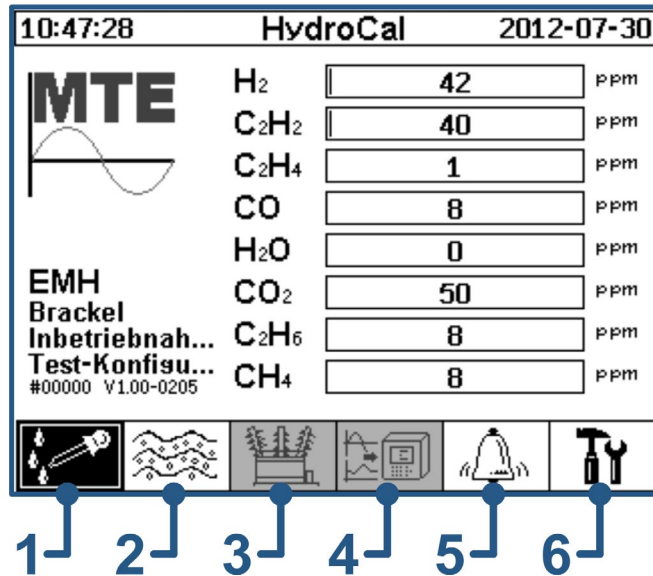 10:47:28 HydroCal 2012-07-30
MTE
H₂ 42 ppm
C₂H₂ 40 ppm
C₂H₄ 1 ppm
CO 8 ppm
H₂O 0 ppm
CO₂ 50 ppm
C₂H₆ 8 ppm
CH₄ 8 ppm
EMH
Brackel
Inbetriebnah...
Test-Konfigu...
#00000 V1.00-0205
1 2 3 4 5 6